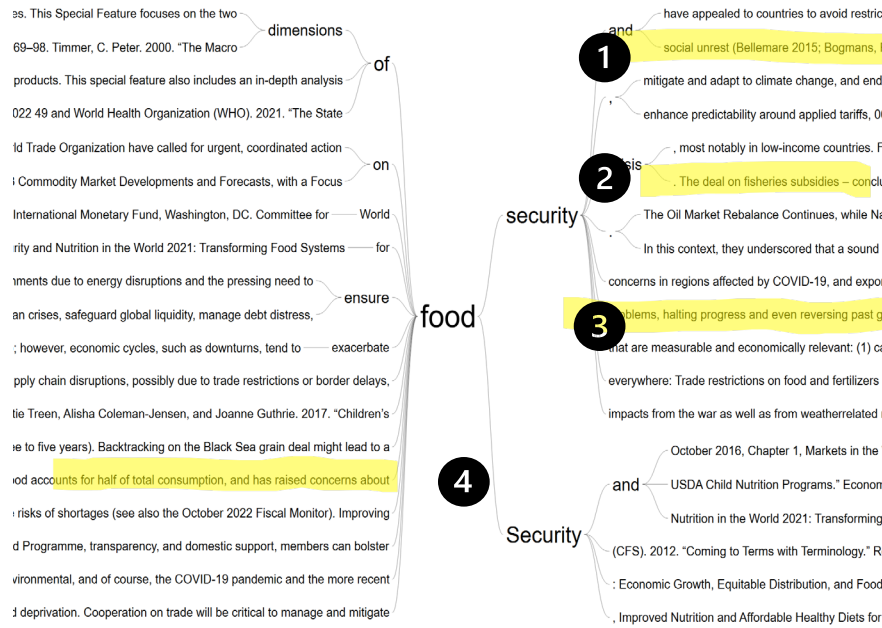 es. This Special Feature focuses on the two
69–98. Timmer, C. Peter. 2000. “The Macro
dimensions
products. This special feature also includes an in-depth analysis
022 49 and World Health Organization (WHO). 2021. “The State
of
ld Trade Organization have called for urgent, coordinated action
Commodity Market Developments and Forecasts, with a Focus
on
International Monetary Fund, Washington, DC. Committee for
World
rity and Nutrition in the World 2021: Transforming Food Systems
for
nments due to energy disruptions and the pressing need to
an crises, safeguard global liquidity, manage debt distress,
ensure
; however, economic cycles, such as downturns, tend to
exacerbate
pply chain disruptions, possibly due to trade restrictions or border delays,
tie Treen, Alisha Coleman-Jensen, and Joanne Guthrie. 2017. “Children’s
ee to five years). Backtracking on the Black Sea grain deal might lead to a
od accounts for half of total consumption, and has raised concerns about
risks of shortages (see also the October 2022 Fiscal Monitor). Improving
d Programme, transparency, and domestic support, members can bolster
vironmental, and of course, the COVID-19 pandemic and the more recent
d deprivation. Cooperation on trade will be critical to manage and mitigate
food
4
security
and
1
have appealed to countries to avoid restric
social unrest (Bellemare 2015; Bogmans,
,
mitigate and adapt to climate change, and end
enhance predictability around applied tariffs,
2
isis
, most notably in low-income countries. F
. The deal on fisheries subsidies – conclu
.
The Oil Market Rebalance Continues, while Na
In this context, they underscored that a sound
concerns in regions affected by COVID-19, and expo
3
oblems, halting progress and even reversing past g
that are measurable and economically relevant: (1) ca
everywhere: Trade restrictions on food and fertilizers
impacts from the war as well as from weatherrelated
Security
and
October 2016, Chapter 1, Markets in the
USDA Child Nutrition Programs.” Econom
Nutrition in the World 2021: Transforming
(CFS). 2012. “Coming to Terms with Terminology.” R
: Economic Growth, Equitable Distribution, and Food
, Improved Nutrition and Affordable Healthy Diets for